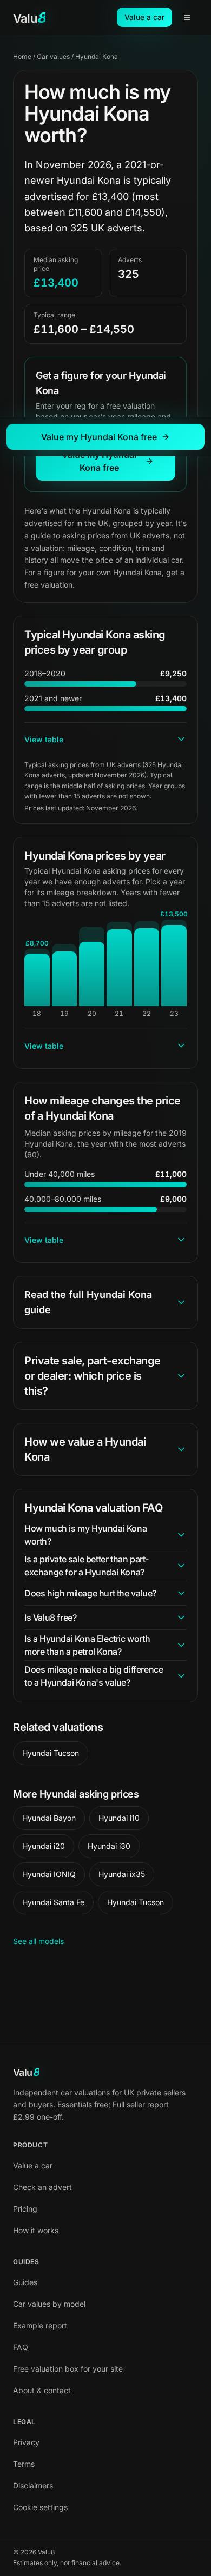 Valu8
Value a car
Home / Car values / Hyundai Kona
How much is my
Hyundai Kona
worth?
In November 2026, a 2021-or-
newer Hyundai Kona is typically
advertised for £13,400 (most
between £11,600 and £14,550),
based on 325 UK adverts.
Median asking
price
£13,400
Adverts
325
Typical range
£11,600 – £14,550
Get a figure for your Hyundai
Kona
Enter your reg for a free valuation
Value my Hyundai Kona free →
Kona free
Here's what the Hyundai Kona is typically
advertised for in the UK, grouped by year. It's
a guide to asking prices from UK adverts, not
a valuation: mileage, condition, trim and
history all move the price of an individual car.
For a figure for your own Hyundai Kona, get a
free valuation.
Typical Hyundai Kona asking
prices by year group
2018–2020 £9,250
2021 and newer £13,400
View table
Typical asking prices from UK adverts (325 Hyundai
Kona adverts, updated November 2026). Typical
range is the middle half of asking prices. Year groups
with fewer than 15 adverts are not shown.
Prices last updated: November 2026.
Hyundai Kona prices by year
Typical Hyundai Kona asking prices for every
year we have enough adverts for. Pick a year
for its mileage breakdown. Years with fewer
than 15 adverts are not listed.
£13,500
£8,700
18 19 20 21 22 23
View table
How mileage changes the price
of a Hyundai Kona
Median asking prices by mileage for the 2019
Hyundai Kona, the year with the most adverts
(60).
Under 40,000 miles £11,000
40,000–80,000 miles £9,000
View table
Read the full Hyundai Kona
guide
Private sale, part-exchange
or dealer: which price is
this?
How we value a Hyundai
Kona
Hyundai Kona valuation FAQ
How much is my Hyundai Kona
worth?
Is a private sale better than part-
exchange for a Hyundai Kona?
Does high mileage hurt the value?
Is Valu8 free?
Is a Hyundai Kona Electric worth
more than a petrol Kona?
Does mileage make a big difference
to a Hyundai Kona's value?
Related valuations
Hyundai Tucson
More Hyundai asking prices
Hyundai Bayon
Hyundai i10
Hyundai i20
Hyundai i30
Hyundai IONIQ
Hyundai ix35
Hyundai Santa Fe
Hyundai Tucson
See all models
Valu8
Independent car valuations for UK private sellers
and buyers. Essentials free; Full seller report
£2.99 one-off.
PRODUCT
Value a car
Check an advert
Pricing
How it works
GUIDES
Guides
Car values by model
Example report
FAQ
Free valuation box for your site
About & contact
LEGAL
Privacy
Terms
Disclaimers
Cookie settings
© 2026 Valu8
Estimates only, not financial advice.